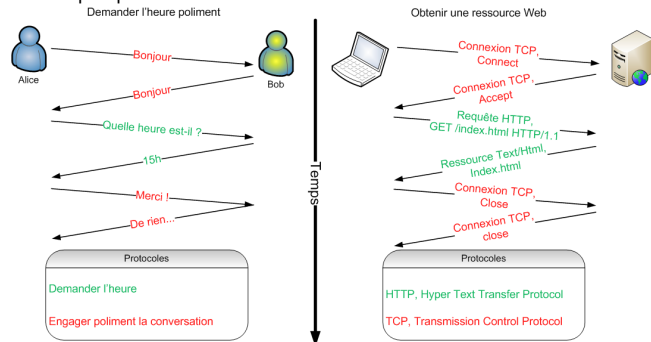 Demander l'heure poliment
Alice
Bob
Bonjour
Bonjour
Quelle heure est-il ?
15h
Merci !
De rien...
Protocoles
Demander l'heure
Engager poliment la conversation
Temps
Obtenir une ressource Web
Connexion TCP,
Connect
Connexion TCP,
Accept
Requête HTTP,
GET /index.html HTTP/1.1
Ressource Text/Html,
Index.html
Connexion TCP,
Close
Connexion TCP,
close
Protocoles
HTTP, Hyper Text Transfer Protocol
TCP, Transmission Control Protocol